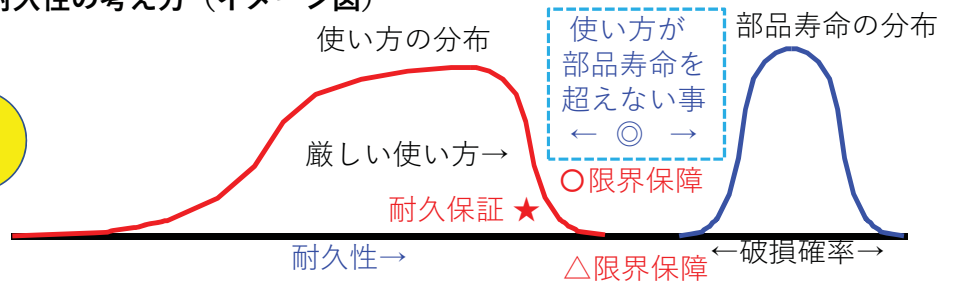 耐久性の考え方（イメージ図）
使い方の分布
使い方が
部品寿命を
超えない事
← ◎ →
部品寿命の分布
厳しい使い方→
〇限界保障
耐久保証 ★
耐久性→
△限界保障
←破損確率→